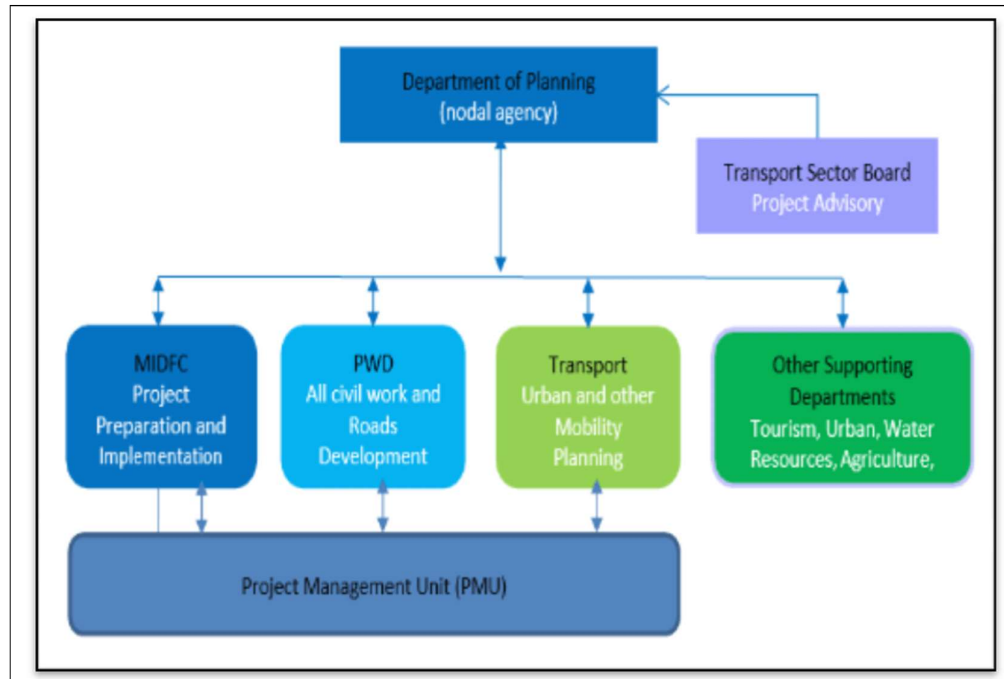 Department of Planning
(nodal agency)
Transport Sector Board
Project Advisory
MIDFC
Project
Preparation and
Implementation
PWD
All civil work and
Roads
Development
Transport
Urban and other
Mobility
Planning
Other Supporting
Departments
Tourism, Urban, Water
Resources, Agriculture,
Project Management Unit (PMU)